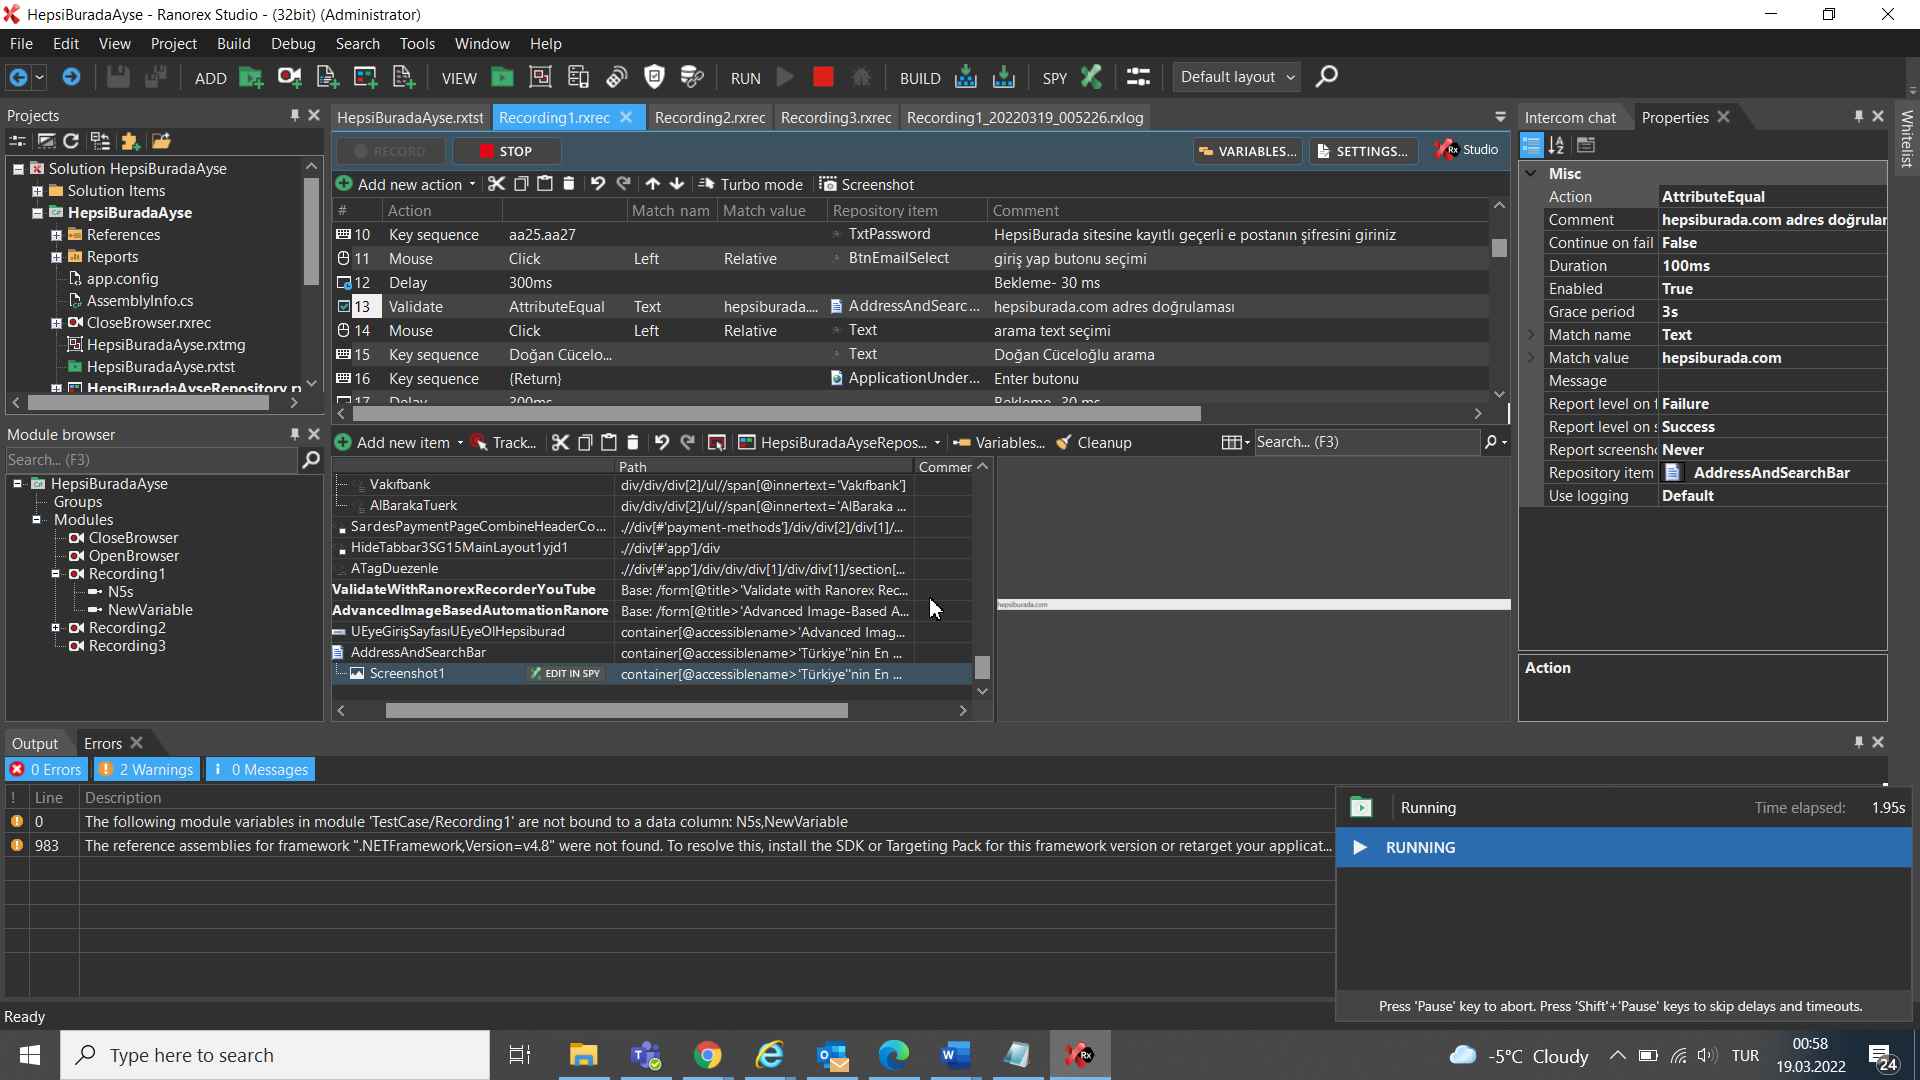 HepsiBuradaAyse - Ranorex Studio - (32bit) (Administrator)
File Edit View Project Build Debug Search Tools Window Help
ADD VIEW RUN BUILD SPY Default layout
Projects
Solution HepsiBuradaAyse
Solution Items
HepsiBuradaAyse
References
Reports
app.config
AssemblyInfo.cs
CloseBrowser.rxrec
HepsiBuradaAyse.rxtmg
HepsiBuradaAyse.rxtst
HepsiBuradaAyseRepository.rx
Module browser
Search... (F3)
HepsiBuradaAyse
Groups
Modules
CloseBrowser
OpenBrowser
Recording1
N5s
NewVariable
Recording2
Recording3
HepsiBuradaAyse.rxtst Recording1.rxrec Recording2.rxrec Recording3.rxrec Recording1_20220319_005226.rxlog
RECORD STOP VARIABLES... SETTINGS... Rx Studio
Add new action Turbo mode Screenshot
# Action Match nam Match value Repository item Comment
10 Key sequence aa25.aa27 TxtPassword HepsiBurada sitesine kayıtlı geçerli e postanın şifresini giriniz
11 Mouse Click Left Relative BtnEmailSelect giriş yap butonu seçimi
12 Delay 300ms Bekleme- 30 ms
13 Validate AttributeEqual Text hepsiburada.... AddressAndSearc... hepsiburada.com adres doğrulaması
14 Mouse Click Left Relative Text arama text seçimi
15 Key sequence Doğan Cücelo... Text Doğan Cüceloğlu arama
16 Key sequence {Return} ApplicationUnder... Enter butonu
17 Delay 300ms Bekleme- 30 ms
Add new item Track... HepsiBuradaAyseRepos... Variables... Cleanup Search... (F3)
Path Commer
Vakıfbank div/div/div[2]/ul//span[@innertext='Vakıfbank']
AlBarakaTuerk div/div/div[2]/ul//span[@innertext='AlBaraka ...
SardesPaymentPageCombineHeaderCo... .//div[#'payment-methods']/div/div[2]/div[1]/...
HideTabbar3SG15MainLayout1yjd1 .//div[#'app']/div
ATagDuezenle .//div[#'app']/div/div/div[1]/div/div[1]/section[...
ValidateWithRanorexRecorderYouTube Base: /form[@title>'Validate with Ranorex Rec...
AdvancedImageBasedAutomationRanore Base: /form[@title>'Advanced Image-Based A...
UEyeGirişSayfasıUEyeOlHepsiburad container[@accessiblename>'Advanced Imag...
AddressAndSearchBar container[@accessiblename>'Türkiye''nin En ...
Screenshot1 EDIT IN SPY container[@accessiblename>'Türkiye''nin En ...
hepsiburada.com
Intercom chat Properties
Misc
Action AttributeEqual
Comment hepsiburada.com adres doğrular
Continue on fail False
Duration 100ms
Enabled True
Grace period 3s
Match name Text
Match value hepsiburada.com
Message
Report level on f Failure
Report level on s Success
Report screensho Never
Repository item AddressAndSearchBar
Use logging Default
Action
Whitelist
Output Errors
0 Errors 2 Warnings 0 Messages
! Line Description
0 The following module variables in module 'TestCase/Recording1' are not bound to a data column: N5s,NewVariable
983 The reference assemblies for framework ".NETFramework,Version=v4.8" were not found. To resolve this, install the SDK or Targeting Pack for this framework version or retarget your applicat...
Running Time elapsed: 1.95s
RUNNING
Press 'Pause' key to abort. Press 'Shift'+'Pause' keys to skip delays and timeouts.
Ready
Type here to search
-5°C Cloudy TUR 00:58
19.03.2022
24